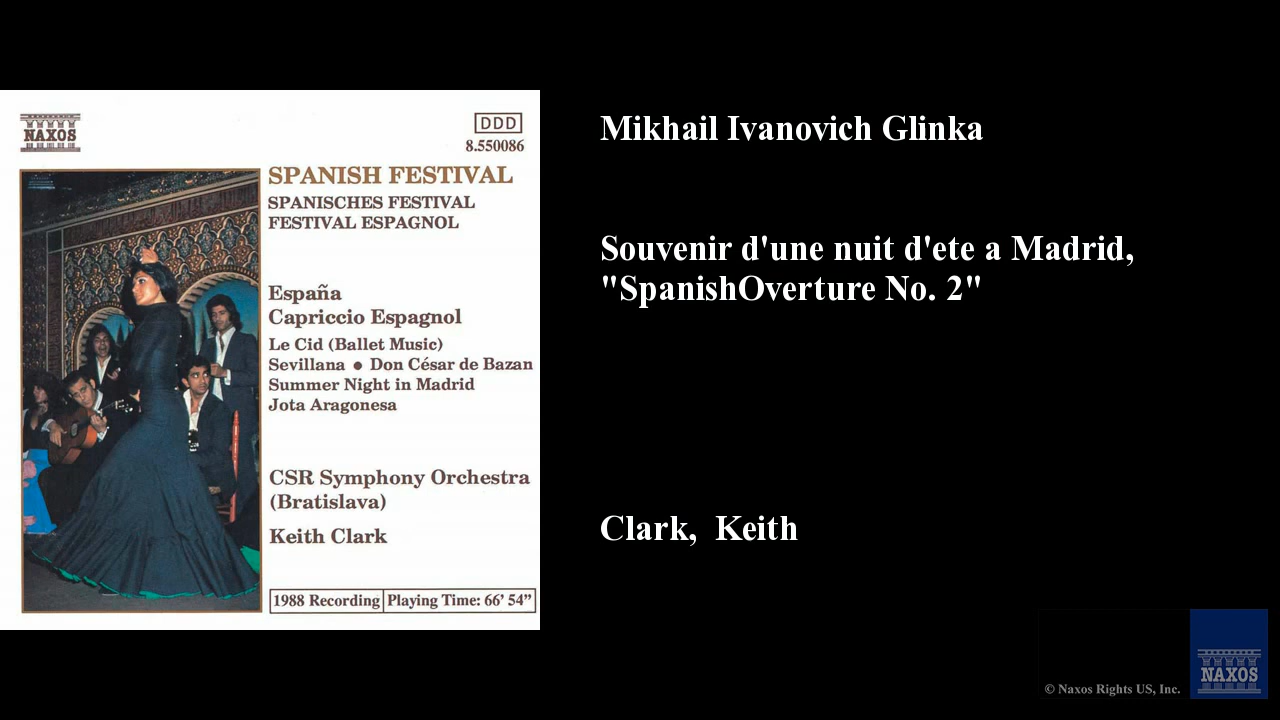 NAXOS
DDD
8.550086
SPANISH FESTIVAL
SPANISCHES FESTIVAL
FESTIVAL ESPAGNOL
España
Capriccio Espagnol
Le Cid (Ballet Music)
Sevillana ● Don César de Bazan
Summer Night in Madrid
Jota Aragonesa
CSR Symphony Orchestra
(Bratislava)
Keith Clark
1988 Recording Playing Time: 66’ 54”
Mikhail Ivanovich Glinka
Souvenir d'une nuit d'ete a Madrid,
"SpanishOverture No. 2"
Clark,  Keith
© Naxos Rights US, Inc.
NAXOS